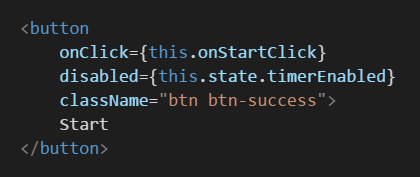 <button
onClick={this.onStartClick}
disabled={this.state.timerEnabled}
className="btn btn-success">
Start
</button>